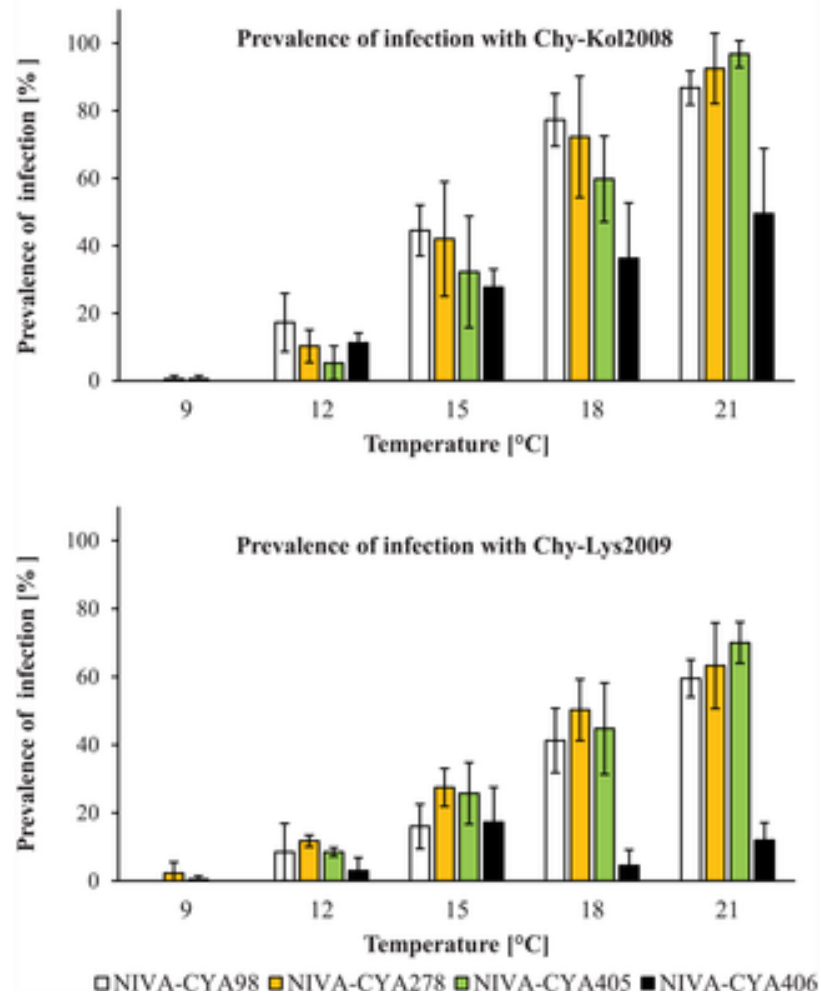 Prevalence of infection with Chy-Kol2008
Prevalence of infection [% ]
100
80
60
40
20
0
9 12 15 18 21
Temperature [°C]
Prevalence of infection with Chy-Lys2009
Prevalence of infection [% ]
100
80
60
40
20
0
9 12 15 18 21
Temperature [°C]
NIVA-CYA98 NIVA-CYA278 NIVA-CYA405 NIVA-CYA406